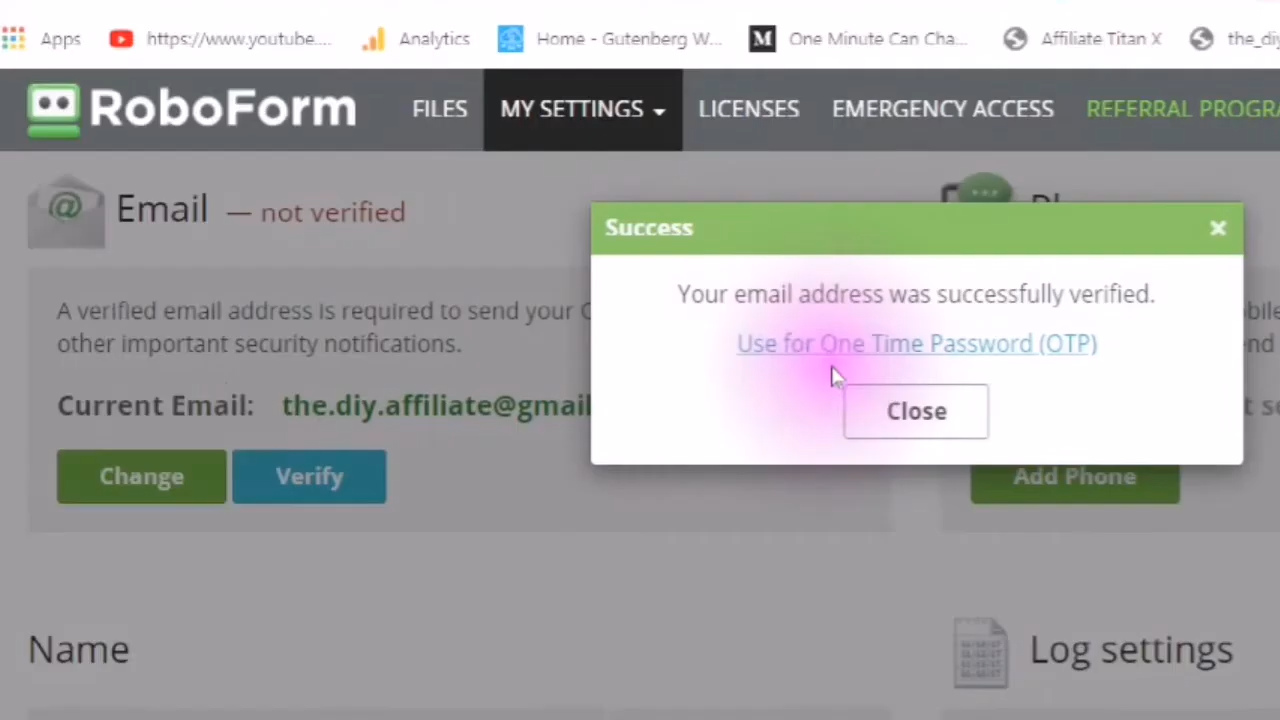 Apps https://www.youtube.... Analytics Home - Gutenberg W... M One Minute Can Cha... Affiliate Titan X the_diy
RoboForm FILES MY SETTINGS LICENSES EMERGENCY ACCESS REFERRAL PROGRA
@ Email — not verified
Success ×
A verified email address is required to send your
other important security notifications.
Your email address was successfully verified.
Use for One Time Password (OTP)
Current Email: the.diy.affiliate@gmail
Close
Change Verify
Add Phone
Name
Log settings